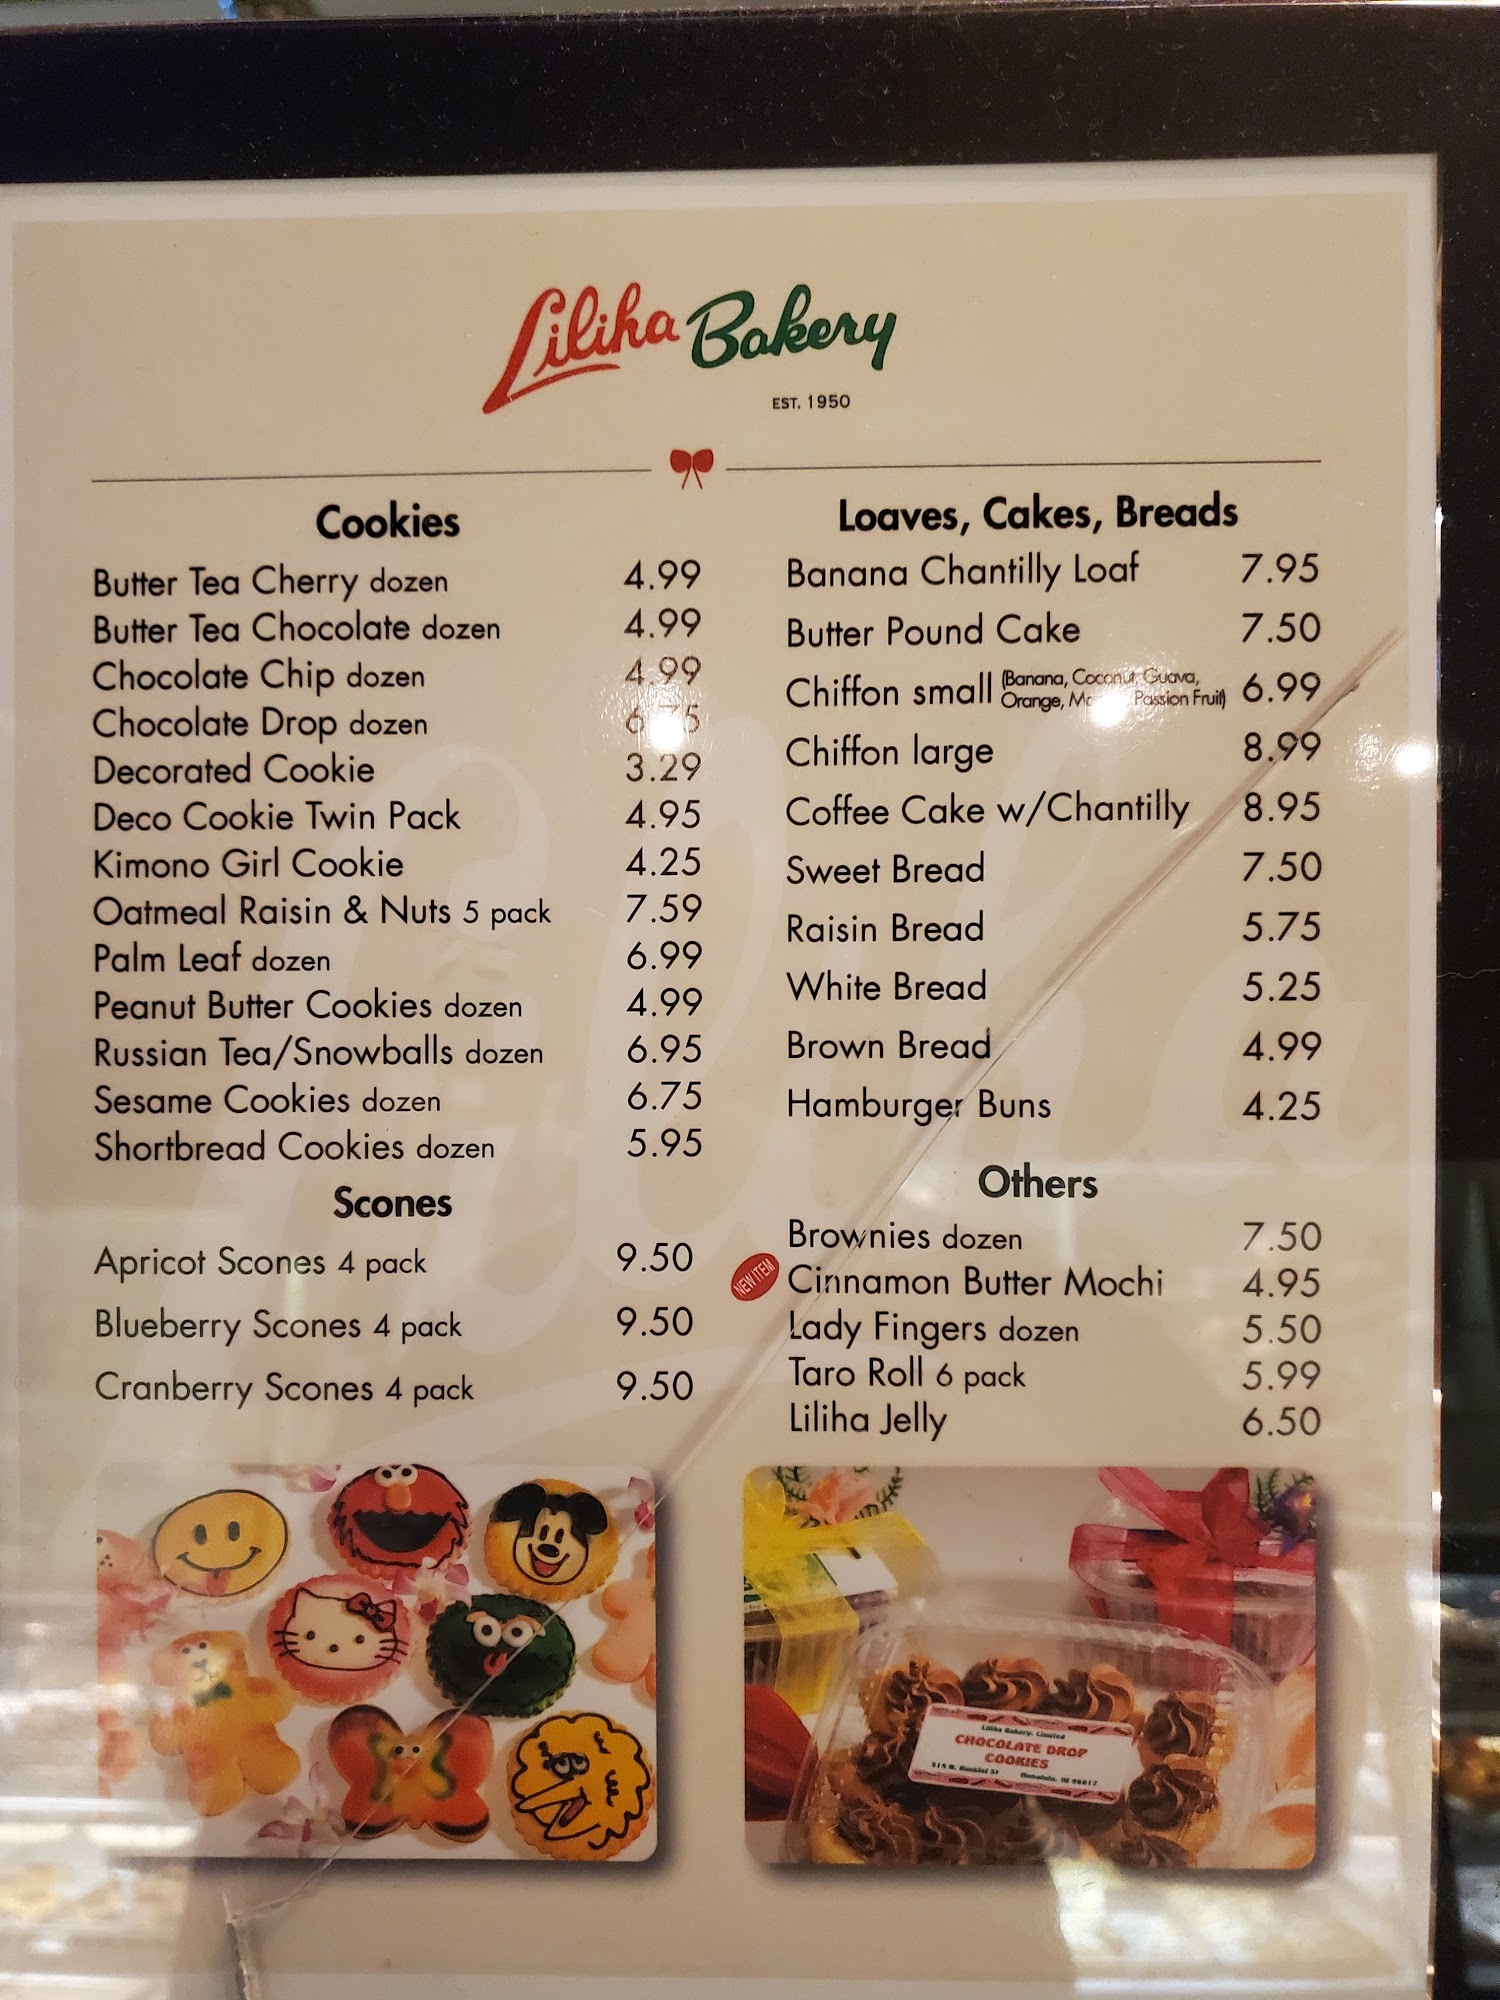 Liliha Bakery
EST. 1950
Cookies
Butter Tea Cherry dozen 4.99
Butter Tea Chocolate dozen 4.99
Chocolate Chip dozen 4.99
Chocolate Drop dozen
Decorated Cookie 3.29
Deco Cookie Twin Pack 4.95
Kimono Girl Cookie 4.25
Oatmeal Raisin & Nuts 5 pack 7.59
Palm Leaf dozen 6.99
Peanut Butter Cookies dozen 4.99
Russian Tea/Snowballs dozen 6.95
Sesame Cookies dozen 6.75
Shortbread Cookies dozen 5.95
Scones
Apricot Scones 4 pack 9.50
Blueberry Scones 4 pack 9.50
Cranberry Scones 4 pack 9.50
Loaves, Cakes, Breads
Banana Chantilly Loaf 7.95
Butter Pound Cake 7.50
Chiffon small (Banana, Coconut, Guava, 6.99
Orange, Passion Fruit)
Chiffon large 8.99
Coffee Cake w/Chantilly 8.95
Sweet Bread 7.50
Raisin Bread 5.75
White Bread 5.25
Brown Bread 4.99
Hamburger Buns 4.25
Others
Brownies dozen 7.50
NEW ITEM Cinnamon Butter Mochi 4.95
Lady Fingers dozen 5.50
Taro Roll 6 pack 5.99
Liliha Jelly 6.50
Liliha Bakery, Limited
CHOCOLATE DROP
COOKIES
515 N. Kuakini St Honolulu, HI 96817